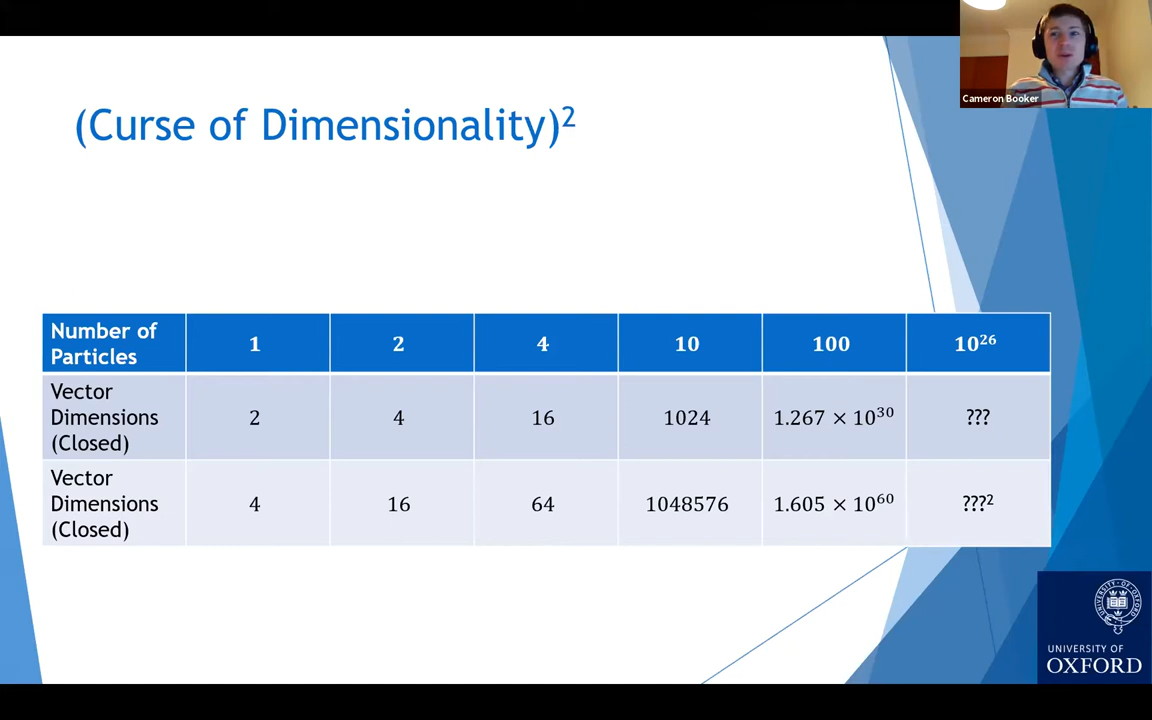 Cameron Booker
(Curse of Dimensionality)²
Number of Particles 1 2 4 10 100 10²⁶
Vector Dimensions (Closed) 2 4 16 1024 1.267 × 10³⁰ ???
Vector Dimensions (Closed) 4 16 64 1048576 1.605 × 10⁶⁰ ???²
UNIVERSITY OF
OXFORD